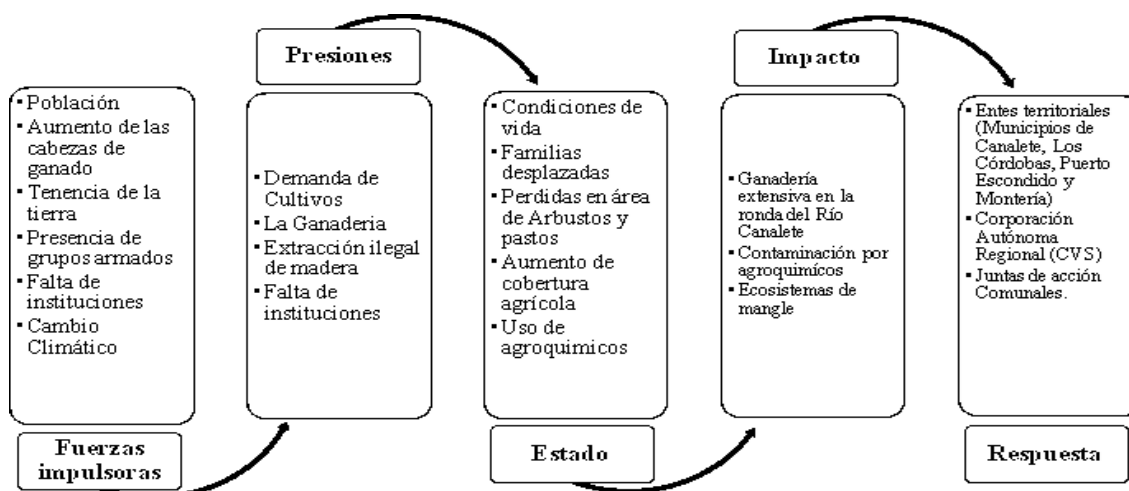 ▪ Población
▪ Aumento de las
cabezas de
ganado
▪ Tenencia de la
tierra
▪ Presencia de
grupos armados
▪ Falta de
instituciones
▪ Cambio
Climático
Fuerzas
impulsoras
Presiones
▪ Demanda de
Cultivos
▪ La Ganaderia
▪ Extracción ilegal
de madera
▪ Falta de
instituciones
▪ Condiciones de
vida
▪ Familias
desplazadas
▪ Perdidas en área
de Arbustos y
pastos
▪ Aumento de
cobertura
agrícola
▪ Uso de
agroquimicos
Estado
Impacto
▪ Ganadería
extensiva en la
ronda del Río
Canalete
▪ Contaminación por
agroquimícos
▪ Ecosistemas de
mangle
▪ Entes territoriales
(Municipios de
Canalete, Los
Córdobas, Puerto
Escondido y
Montería)
▪ Corporación
Autónoma
Regional (CVS)
▪ Juntas de acción
Comunales.
Respuesta